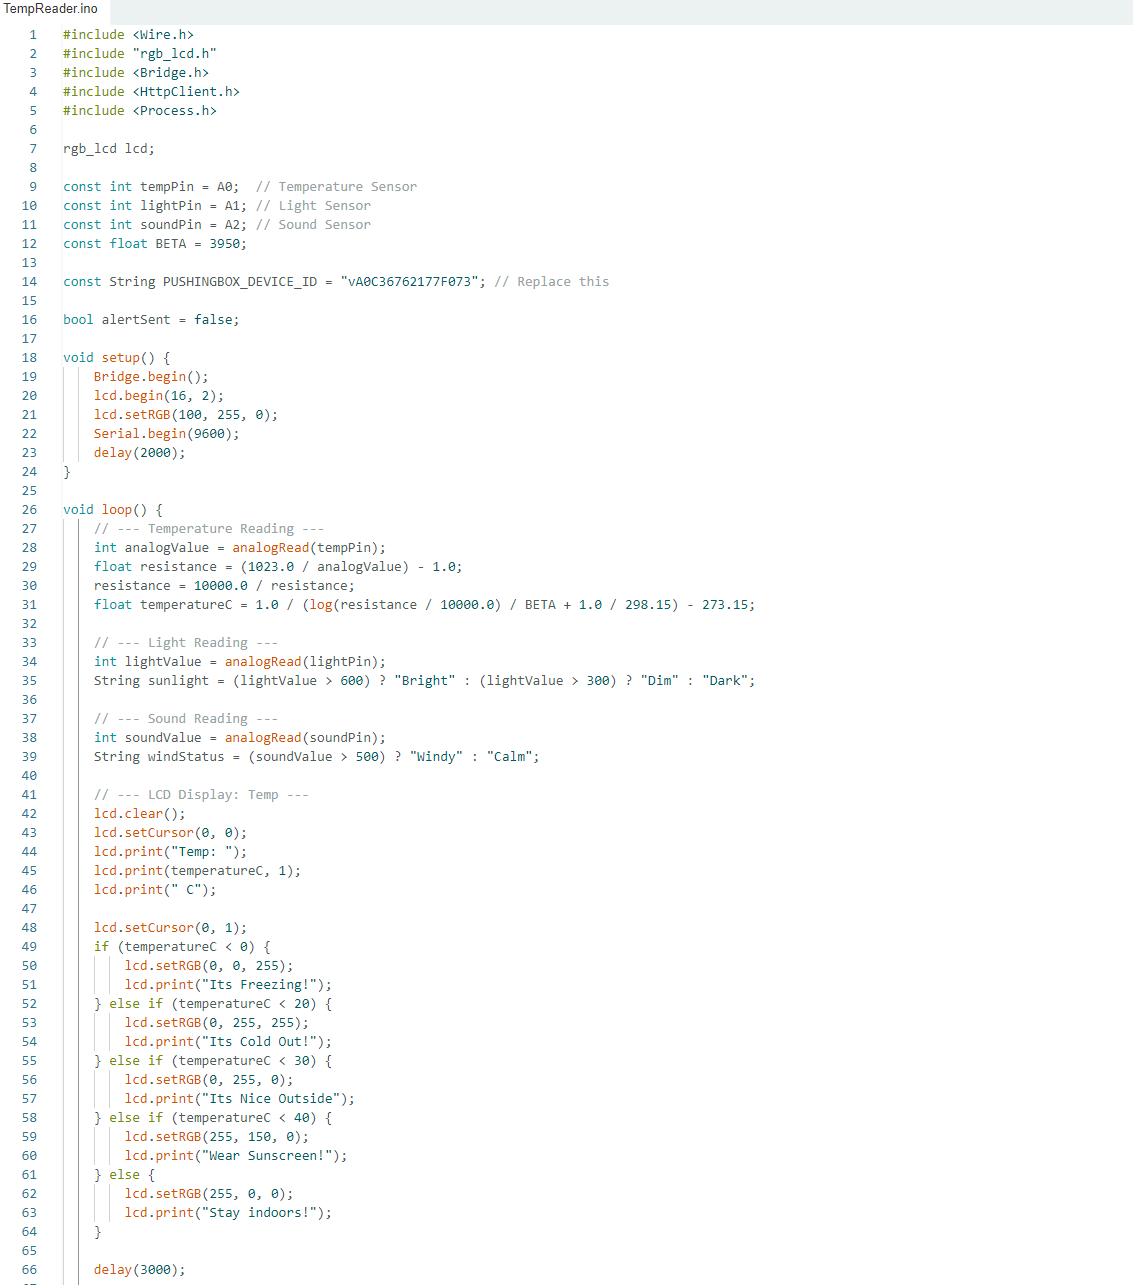 TempReader.ino
1 #include <Wire.h>
2 #include "rgb_lcd.h"
3 #include <Bridge.h>
4 #include <HttpClient.h>
5 #include <Process.h>
6
7 rgb_lcd lcd;
8
9 const int tempPin = A0;  // Temperature Sensor
10 const int lightPin = A1; // Light Sensor
11 const int soundPin = A2; // Sound Sensor
12 const float BETA = 3950;
13
14 const String PUSHINGBOX_DEVICE_ID = "vA0C36762177F073"; // Replace this
15
16 bool alertSent = false;
17
18 void setup() {
19     Bridge.begin();
20     lcd.begin(16, 2);
21     lcd.setRGB(100, 255, 0);
22     Serial.begin(9600);
23     delay(2000);
24 }
25
26 void loop() {
27     // --- Temperature Reading ---
28     int analogValue = analogRead(tempPin);
29     float resistance = (1023.0 / analogValue) - 1.0;
30     resistance = 10000.0 / resistance;
31     float temperatureC = 1.0 / (log(resistance / 10000.0) / BETA + 1.0 / 298.15) - 273.15;
32
33     // --- Light Reading ---
34     int lightValue = analogRead(lightPin);
35     String sunlight = (lightValue > 600) ? "Bright" : (lightValue > 300) ? "Dim" : "Dark";
36
37     // --- Sound Reading ---
38     int soundValue = analogRead(soundPin);
39     String windStatus = (soundValue > 500) ? "Windy" : "Calm";
40
41     // --- LCD Display: Temp ---
42     lcd.clear();
43     lcd.setCursor(0, 0);
44     lcd.print("Temp: ");
45     lcd.print(temperatureC, 1);
46     lcd.print(" C");
47
48     lcd.setCursor(0, 1);
49     if (temperatureC < 0) {
50         lcd.setRGB(0, 0, 255);
51         lcd.print("Its Freezing!");
52     } else if (temperatureC < 20) {
53         lcd.setRGB(0, 255, 255);
54         lcd.print("Its Cold Out!");
55     } else if (temperatureC < 30) {
56         lcd.setRGB(0, 255, 0);
57         lcd.print("Its Nice Outside");
58     } else if (temperatureC < 40) {
59         lcd.setRGB(255, 150, 0);
60         lcd.print("Wear Sunscreen!");
61     } else {
62         lcd.setRGB(255, 0, 0);
63         lcd.print("Stay indoors!");
64     }
65
66     delay(3000);